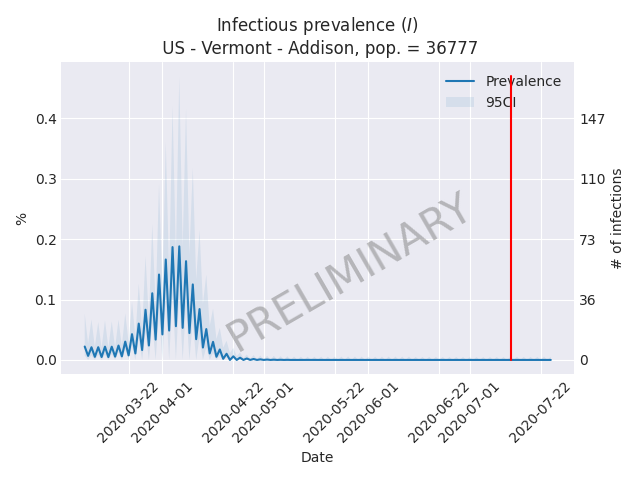 Infectious prevalence (I)
US - Vermont - Addison, pop. = 36777
Prevalence
95CI
0.4
0.3
0.2
0.1
0.0
%
147
110
73
36
0
# of infections
PRELIMINARY
2020-03-22
2020-04-01
2020-04-22
2020-05-01
2020-05-22
2020-06-01
2020-06-22
2020-07-01
2020-07-22
Date